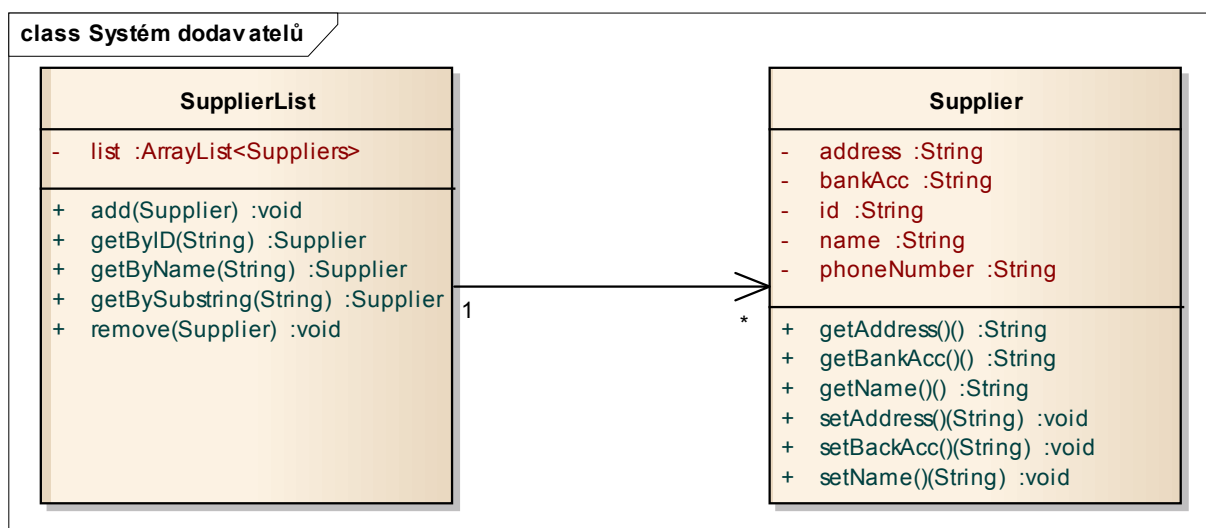 class Systém dodavatelů
SupplierList
- list :ArrayList<Suppliers>
+ add(Supplier) :void
+ getByID(String) :Supplier
+ getByName(String) :Supplier
+ getBySubstring(String) :Supplier
+ remove(Supplier) :void
1
*
Supplier
- address :String
- bankAcc :String
- id :String
- name :String
- phoneNumber :String
+ getAddress()() :String
+ getBankAcc()() :String
+ getName()() :String
+ setAddress()(String) :void
+ setBackAcc()(String) :void
+ setName()(String) :void